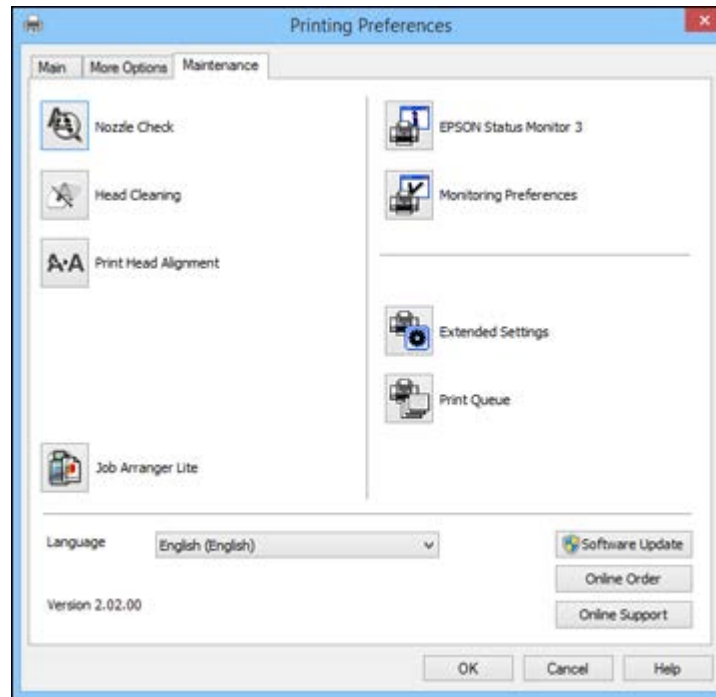 Printing Preferences
Main
More Options
Maintenance
Nozzle Check
Head Cleaning
A·A Print Head Alignment
Job Arranger Lite
EPSON Status Monitor 3
Monitoring Preferences
Extended Settings
Print Queue
Language
English (English)
Version 2.02.00
Software Update
Online Order
Online Support
OK
Cancel
Help